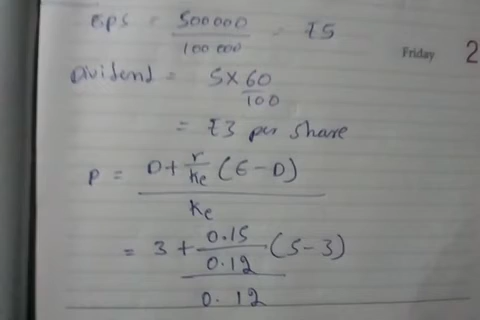 EPS = 500000 / 100000 = ₹5
Friday 2
Dividend = 5 × 60 / 100
= ₹3 per share
P = D + r/Ke (E - D) / Ke
= 3 + 0.15/0.12 (5 - 3) / 0.12